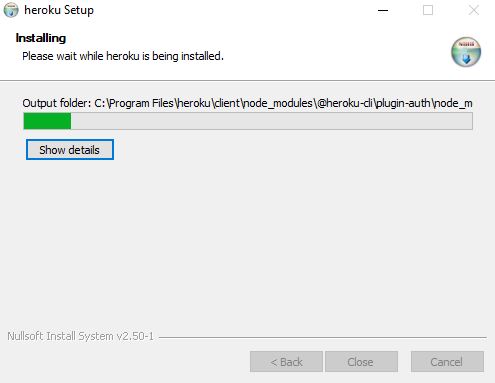 heroku Setup
Installing
Please wait while heroku is being installed.
Output folder: C:\Program Files\heroku\client\node_modules\@heroku-cli\plugin-auth\node_m
Show details
Nullsoft Install System v2.50-1
< Back
Close
Cancel